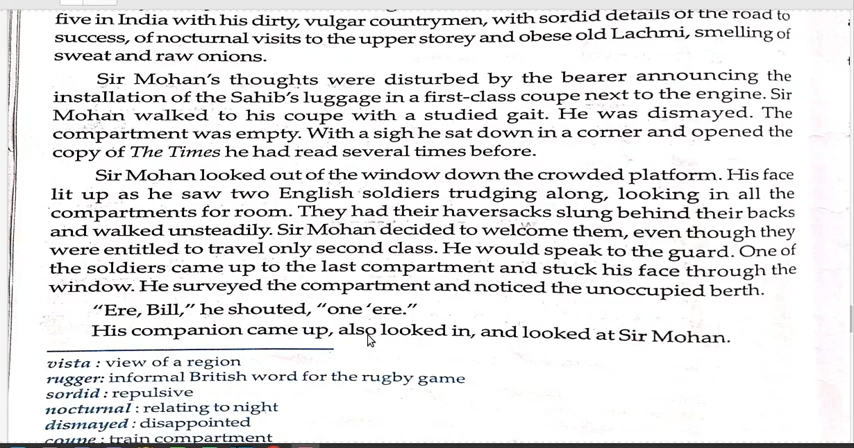 five in India with his dirty, vulgar countrymen, with sordid details of the road to
success, of nocturnal visits to the upper storey and obese old Lachmi, smelling of
sweat and raw onions.
Sir Mohan's thoughts were disturbed by the bearer announcing the
installation of the Sahib's luggage in a first-class coupe next to the engine. Sir
Mohan walked to his coupe with a studied gait. He was dismayed. The
compartment was empty. With a sigh he sat down in a corner and opened the
copy of The Times he had read several times before.
Sir Mohan looked out of the window down the crowded platform. His face
lit up as he saw two English soldiers trudging along, looking in all the
compartments for room. They had their haversacks slung behind their backs
and walked unsteadily. Sir Mohan decided to welcome them, even though they
were entitled to travel only second class. He would speak to the guard. One of
the soldiers came up to the last compartment and stuck his face through the
window. He surveyed the compartment and noticed the unoccupied berth.
"Ere, Bill," he shouted, "one 'ere."
His companion came up, also looked in, and looked at Sir Mohan.
vista : view of a region
rugger: informal British word for the rugby game
sordid : repulsive
nocturnal : relating to night
dismayed : disappointed
coupe : train compartment